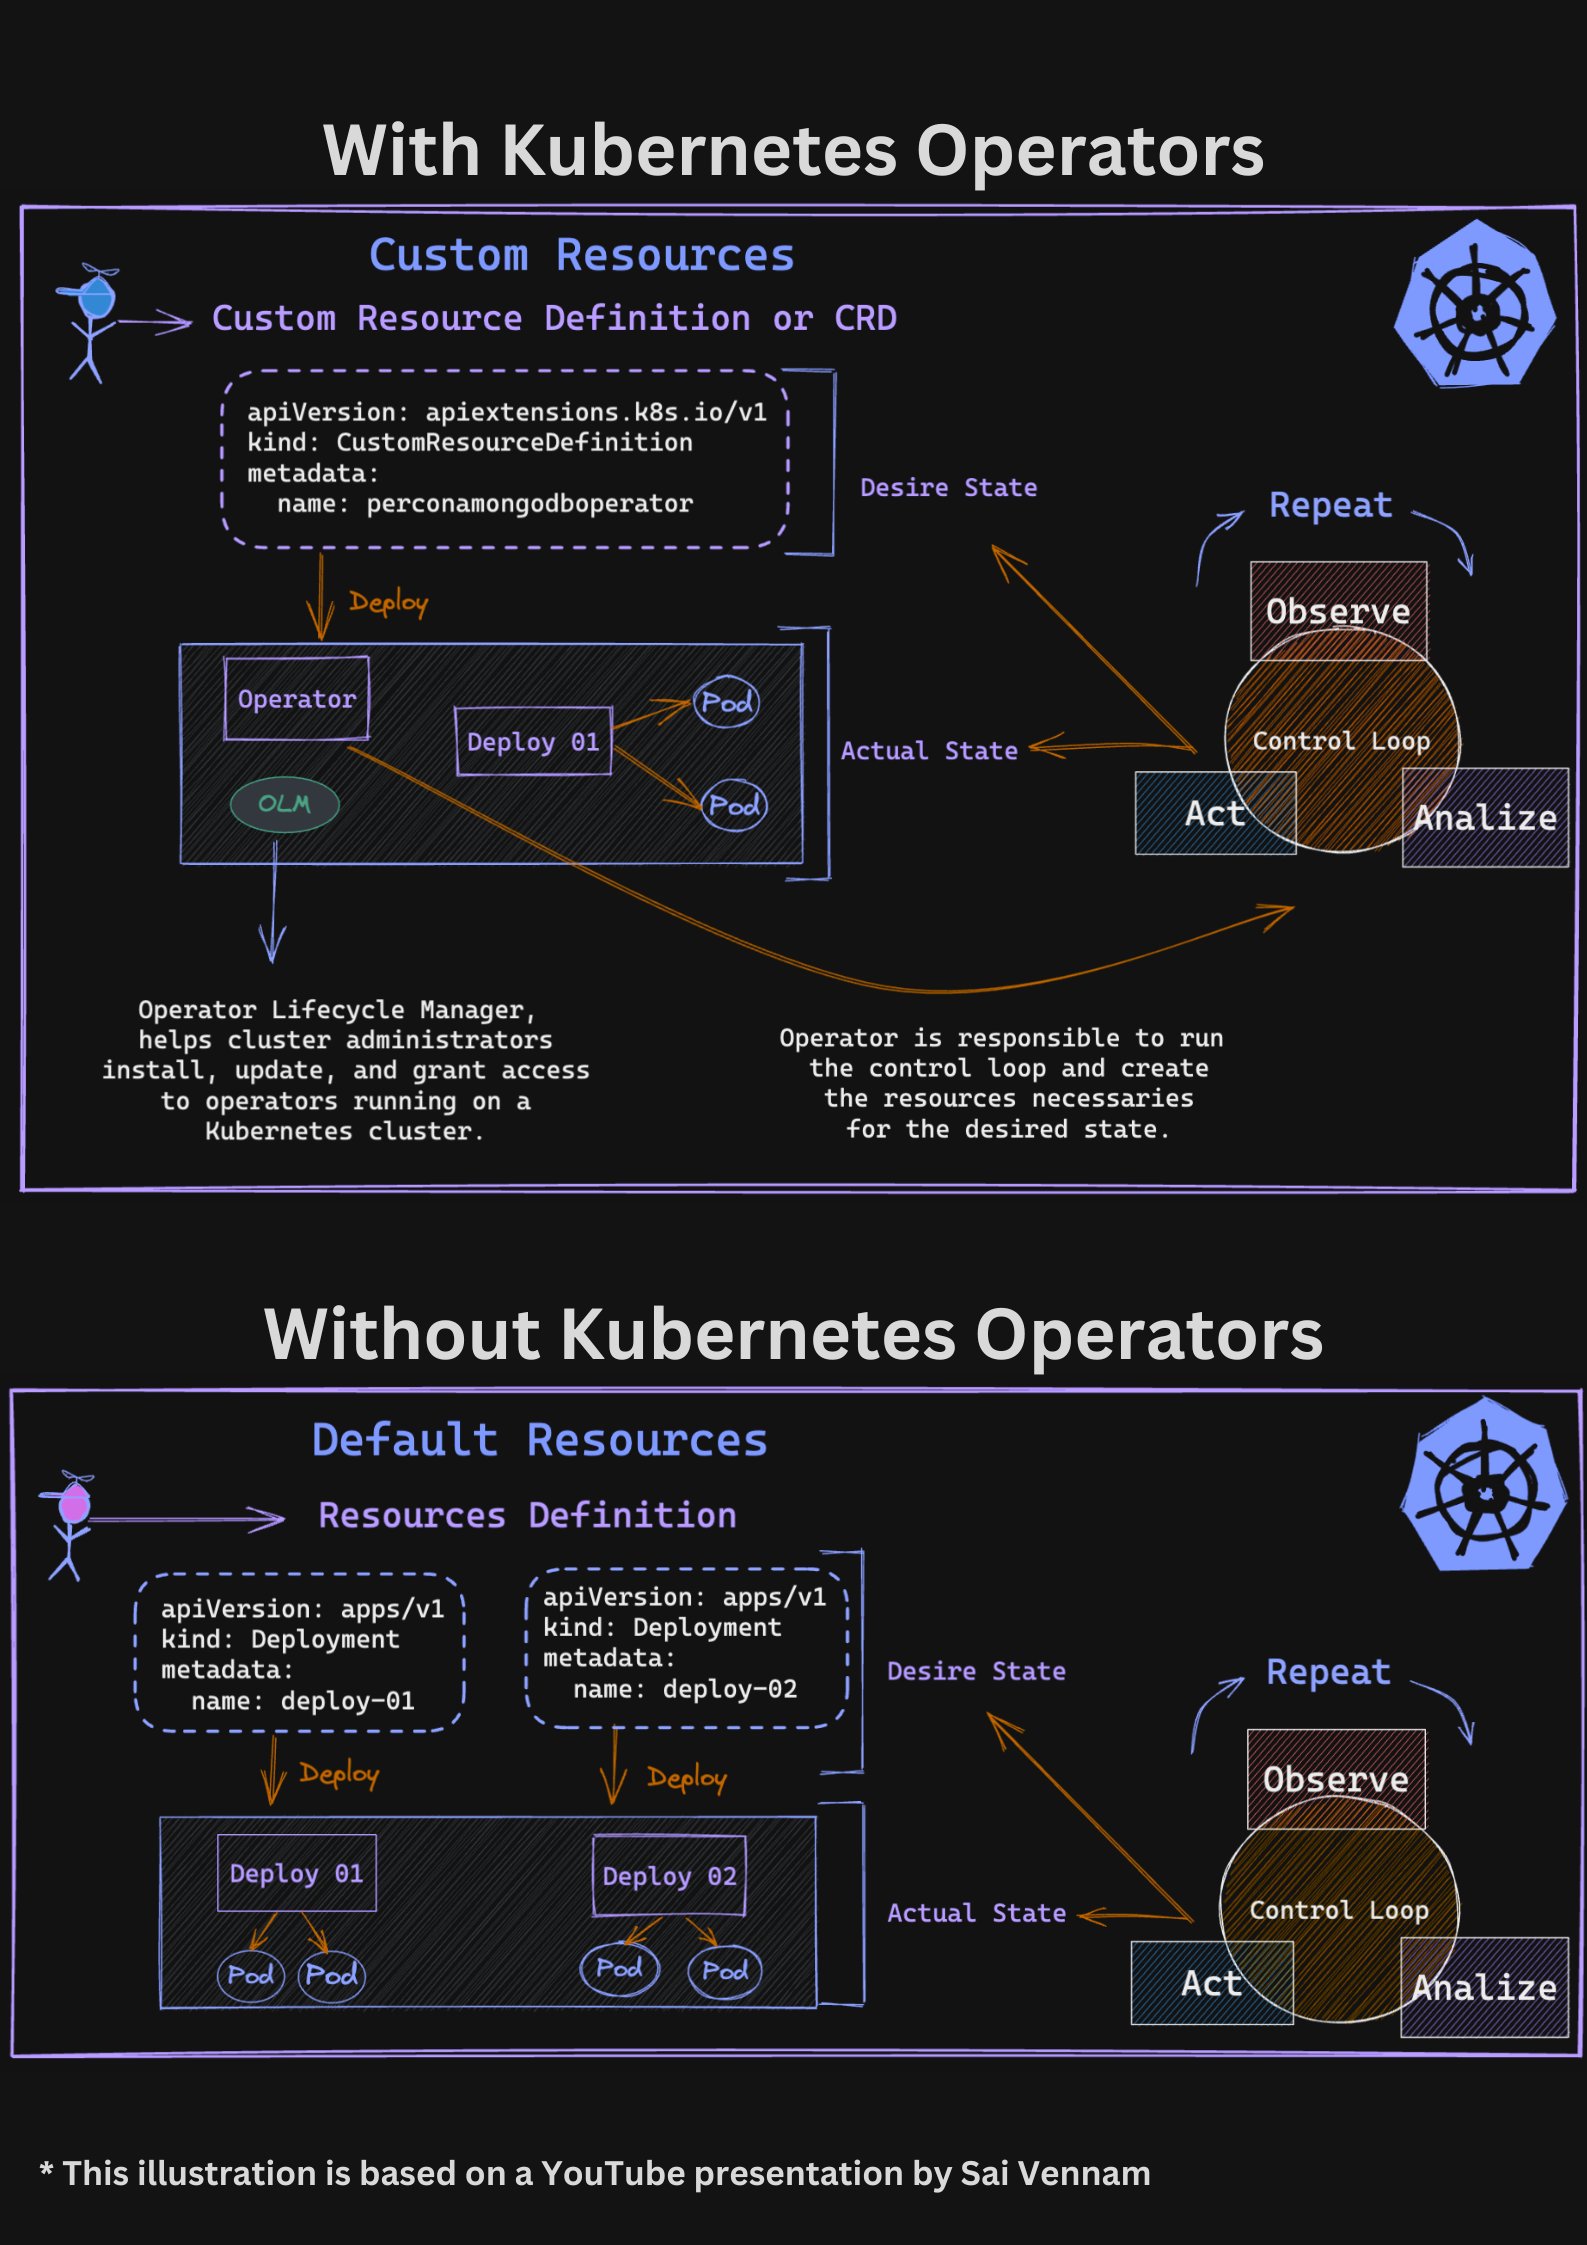 With Kubernetes Operators
Custom Resources
Custom Resource Definition or CRD
apiVersion: apiextensions.k8s.io/v1
kind: CustomResourceDefinition
metadata:
  name: perconamongodboperator
Desire State
Repeat
Observe
Control Loop
Act
Analize
Deploy
Operator
Deploy 01
Pod
Pod
OLM
Actual State
Operator Lifecycle Manager,
helps cluster administrators
install, update, and grant access
to operators running on a
Kubernetes cluster.
Operator is responsible to run
the control loop and create
the resources necessaries
for the desired state.
Without Kubernetes Operators
Default Resources
Resources Definition
apiVersion: apps/v1
kind: Deployment
metadata:
  name: deploy-01
apiVersion: apps/v1
kind: Deployment
metadata:
  name: deploy-02
Desire State
Repeat
Observe
Control Loop
Act
Analize
Deploy
Deploy
Deploy 01
Deploy 02
Pod
Pod
Pod
Pod
Actual State
* This illustration is based on a YouTube presentation by Sai Vennam